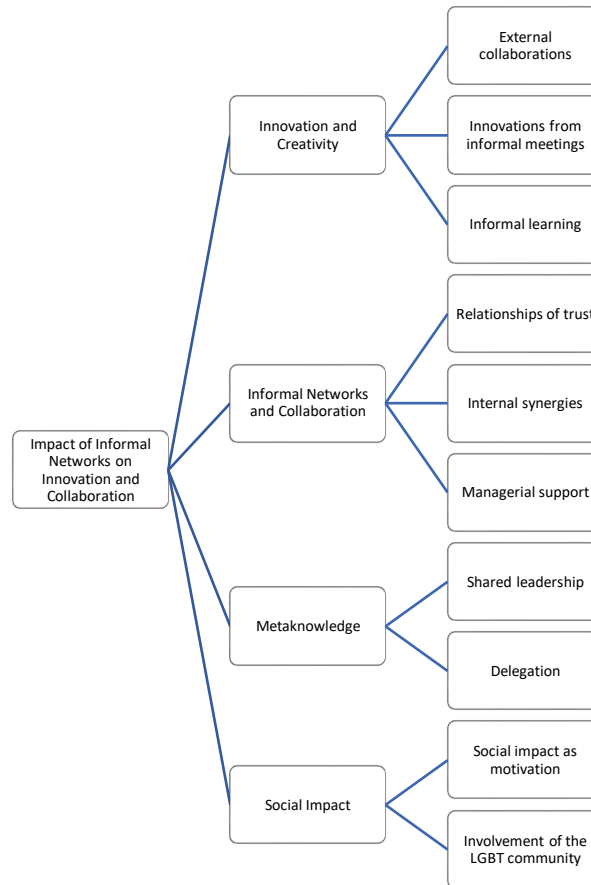 External
collaborations
Innovation and
Creativity
Innovations from
informal meetings
Informal learning
Relationships of trust
Informal Networks
and Collaboration
Internal synergies
Impact of Informal
Networks on
Innovation and
Collaboration
Managerial support
Shared leadership
Metaknowledge
Delegation
Social impact as
motivation
Social Impact
Involvement of the
LGBT community